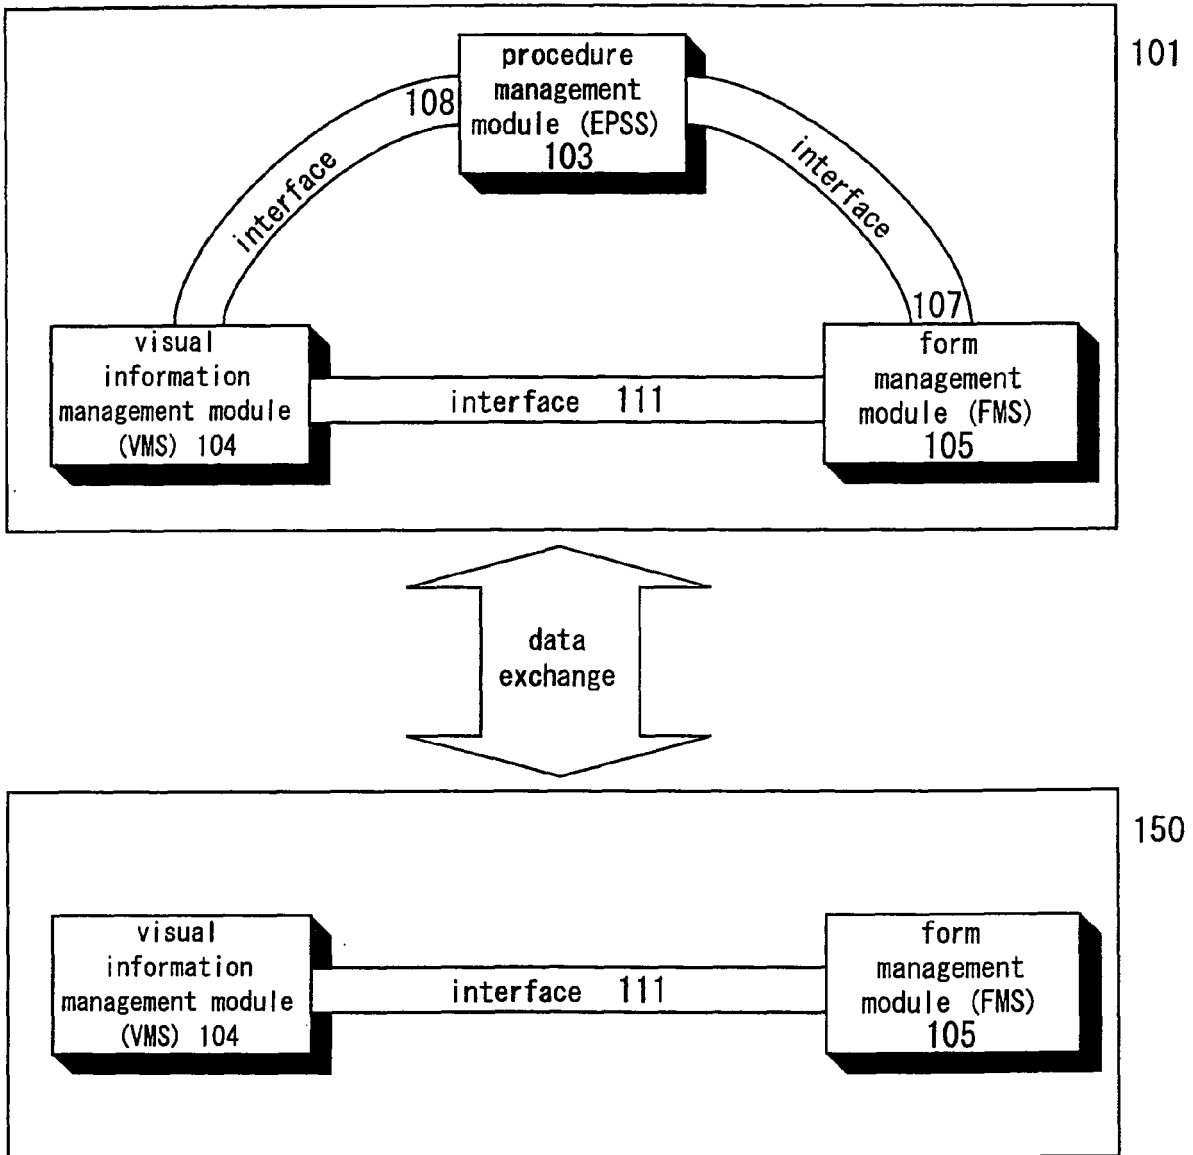 101
procedure
management
module (EPSS)
103
108
interface
interface
107
visual
information
management module
(VMS) 104
interface 111
form
management
module (FMS)
105
data
exchange
150
visual
information
management module
(VMS) 104
interface 111
form
management
module (FMS)
105